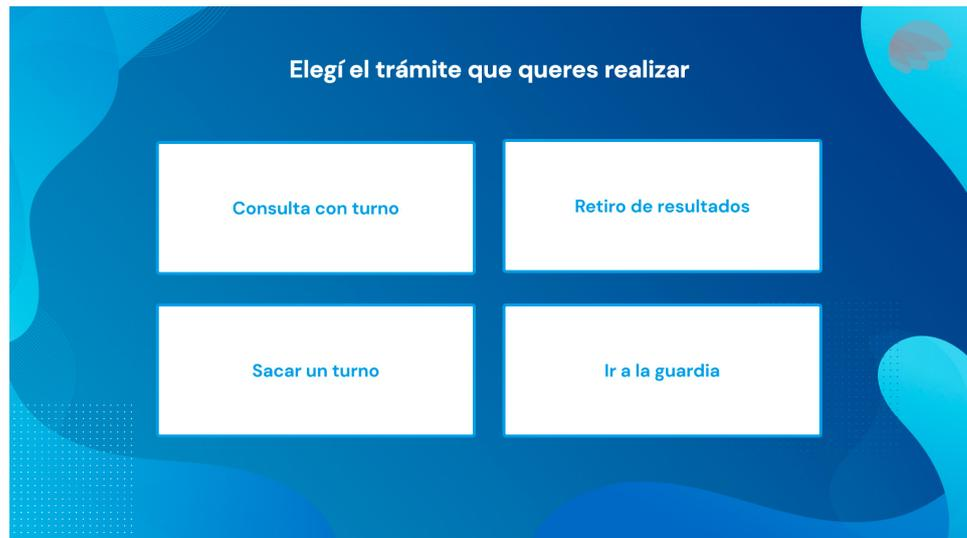 Elegí el trámite que queres realizar
Consulta con turno
Retiro de resultados
Sacar un turno
Ir a la guardia